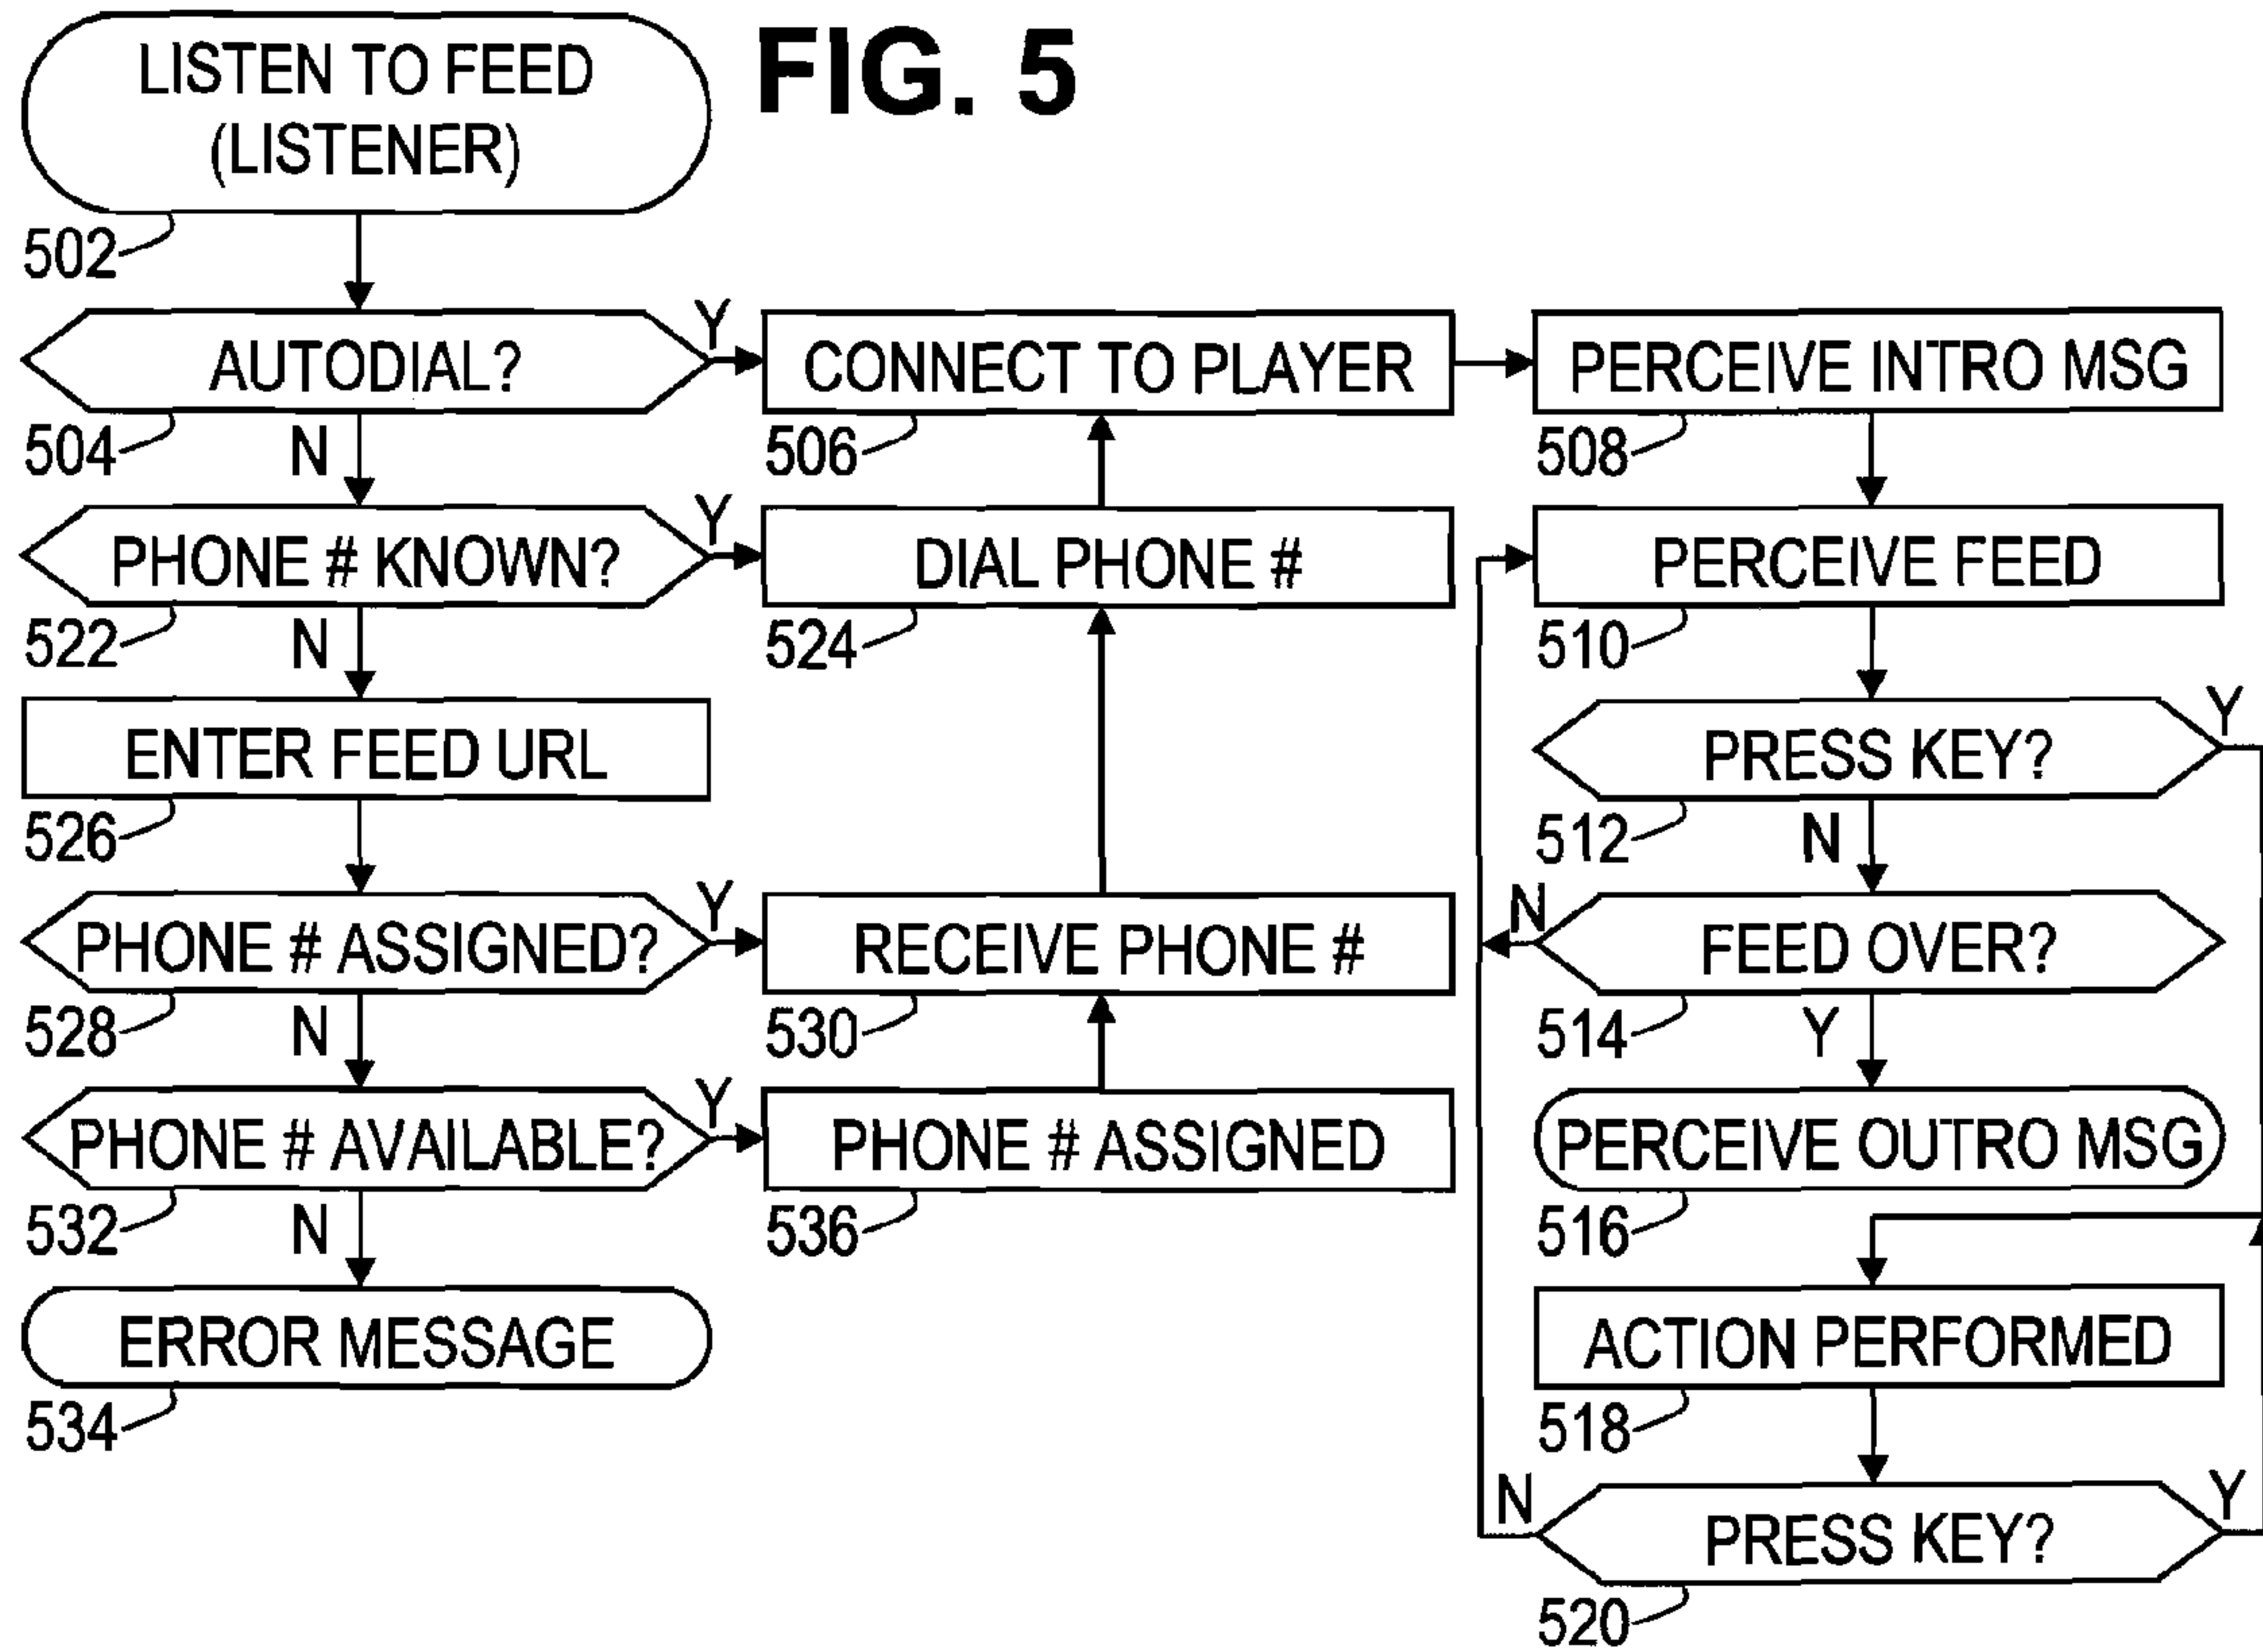 FIG. 5
LISTEN TO FEED
(LISTENER)
502
AUTODIAL?
Y
504
N
CONNECT TO PLAYER
506
PERCEIVE INTRO MSG
508
PHONE # KNOWN?
Y
522
N
DIAL PHONE #
524
PERCEIVE FEED
510
ENTER FEED URL
526
PRESS KEY?
Y
512
N
PHONE # ASSIGNED?
Y
528
N
RECEIVE PHONE #
530
N
FEED OVER?
514
Y
PHONE # AVAILABLE?
Y
532
N
PHONE # ASSIGNED
536
PERCEIVE OUTRO MSG
516
ERROR MESSAGE
534
ACTION PERFORMED
518
N
PRESS KEY?
Y
520